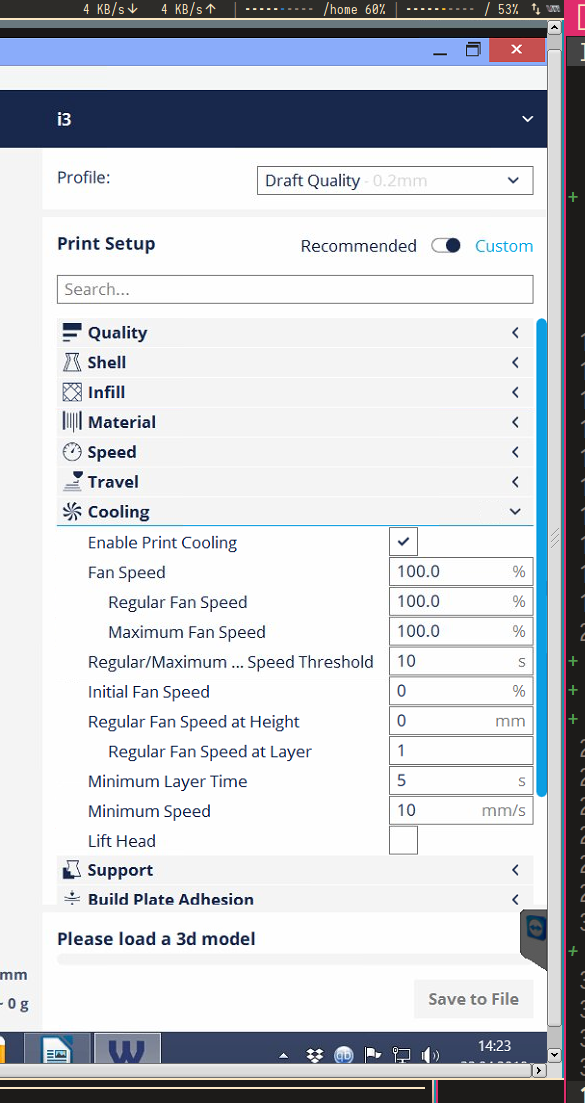 4 KB/s↓ 4 KB/s↑ | ---------- /home 60% | ---------- / 53%
i3
Profile:
Draft Quality - 0.2mm
Print Setup
Recommended
Custom
Search...
Quality
Shell
Infill
Material
Speed
Travel
Cooling
Enable Print Cooling
Fan Speed 100.0 %
Regular Fan Speed 100.0 %
Maximum Fan Speed 100.0 %
Regular/Maximum ... Speed Threshold 10 s
Initial Fan Speed 0 %
Regular Fan Speed at Height 0 mm
Regular Fan Speed at Layer 1
Minimum Layer Time 5 s
Minimum Speed 10 mm/s
Lift Head
Support
Build Plate Adhesion
Please load a 3d model
mm
~ 0 g
Save to File
14:23